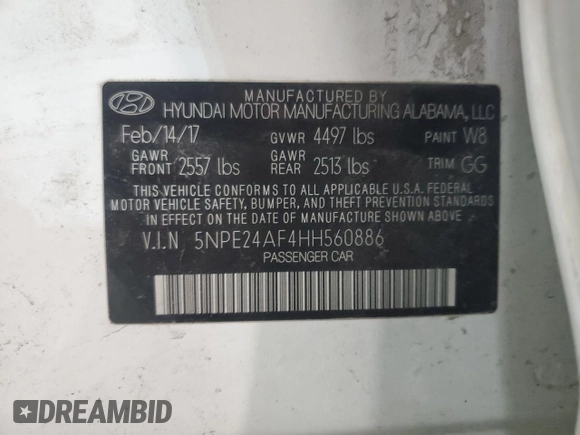 MANUFACTURED BY
HYUNDAI MOTOR MANUFACTURING ALABAMA, LLC
Feb/14/17 GVWR 4497 lbs PAINT W8
GAWR FRONT 2557 lbs GAWR REAR 2513 lbs TRIM GG
THIS VEHICLE CONFORMS TO ALL APPLICABLE U.S.A. FEDERAL
MOTOR VEHICLE SAFETY, BUMPER, AND THEFT PREVENTION STANDARDS
IN EFFECT ON THE DATE OF MANUFACTURE SHOWN ABOVE.
V.I.N 5NPE24AF4HH560886
PASSENGER CAR
DREAMBID